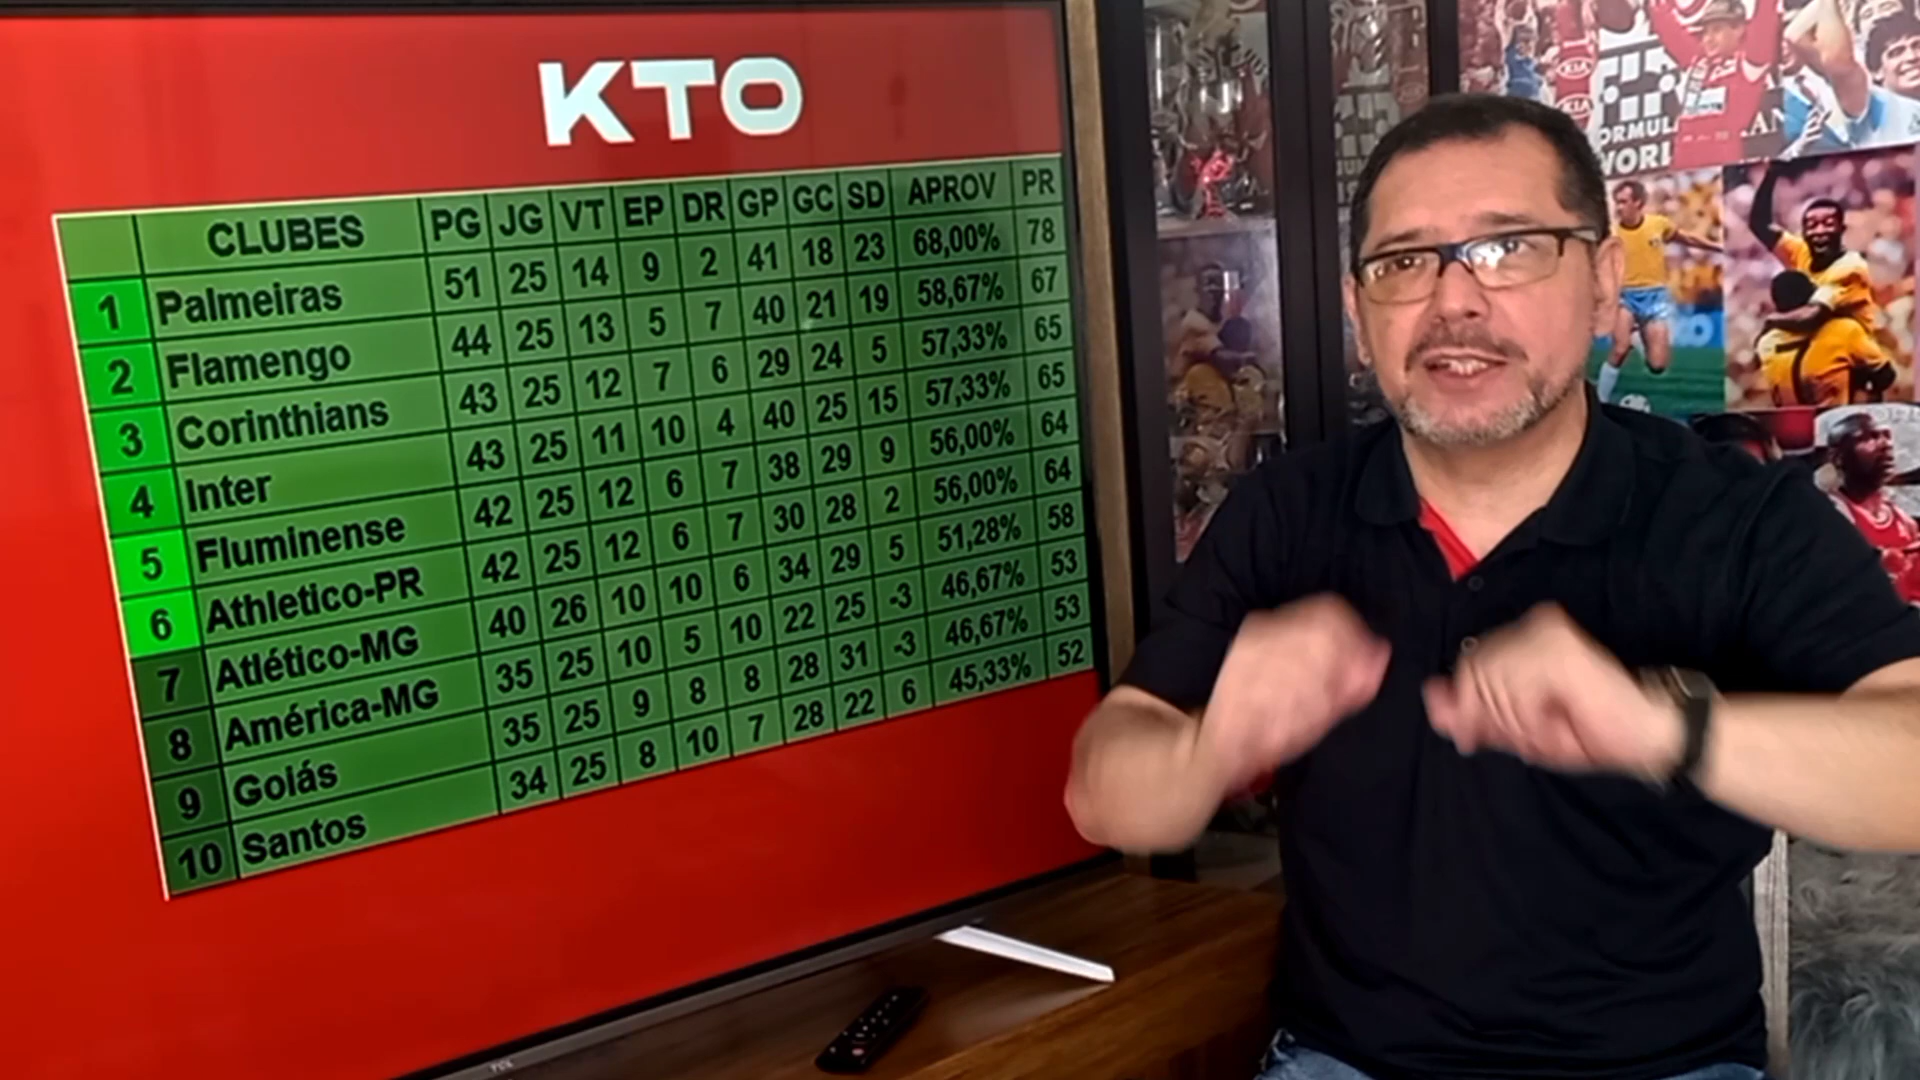 KTO
CLUBES PG JG VT EP DR GP GC SD APROV PR
1 Palmeiras 51 25 14 9 2 41 18 23 68,00% 78
2 Flamengo 44 25 13 5 7 40 21 19 58,67% 67
3 Corinthians 43 25 12 7 6 29 24 5 57,33% 65
4 Inter 43 25 11 10 4 40 25 15 57,33% 65
5 Fluminense 42 25 12 6 7 38 29 9 56,00% 64
6 Athletico-PR 42 25 12 6 7 30 28 2 56,00% 64
7 Atlético-MG 40 26 10 10 6 34 29 5 51,28% 58
8 América-MG 35 25 10 5 10 22 25 -3 46,67% 53
9 Goiás 35 25 9 8 8 28 31 -3 46,67% 53
10 Santos 34 25 8 10 7 28 22 6 45,33% 52
KIA
KIA